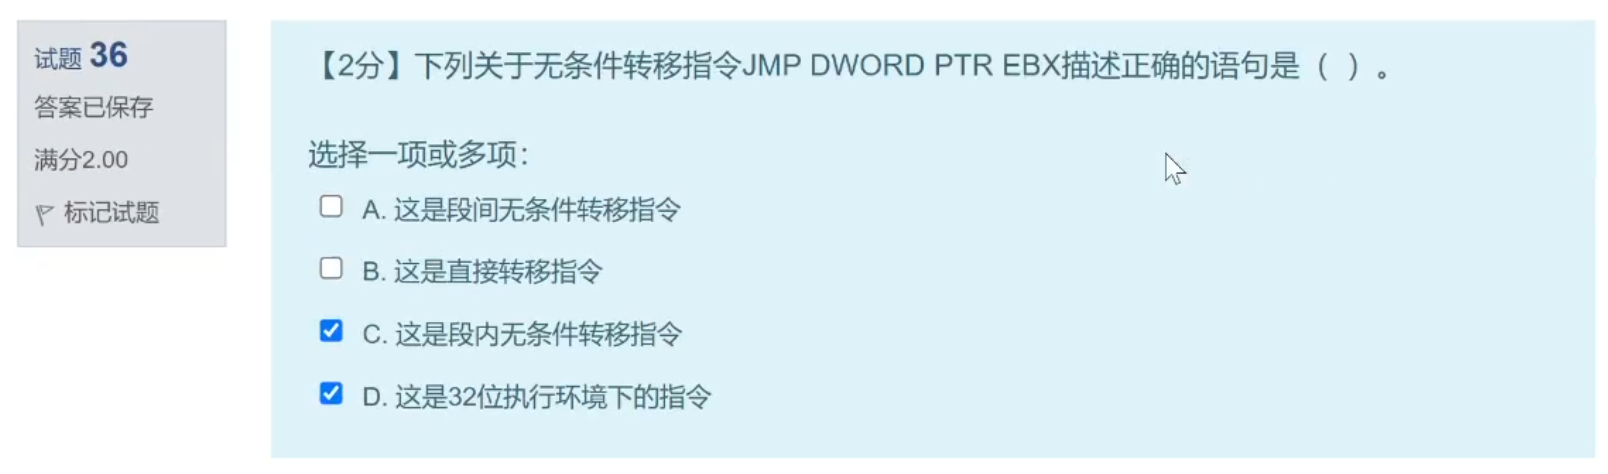 试题 36
答案已保存
满分2.00
标记试题
【2分】下列关于无条件转移指令JMP DWORD PTR EBX描述正确的语句是（ ）。
选择一项或多项：
A. 这是段间无条件转移指令
B. 这是直接转移指令
C. 这是段内无条件转移指令
D. 这是32位执行环境下的指令